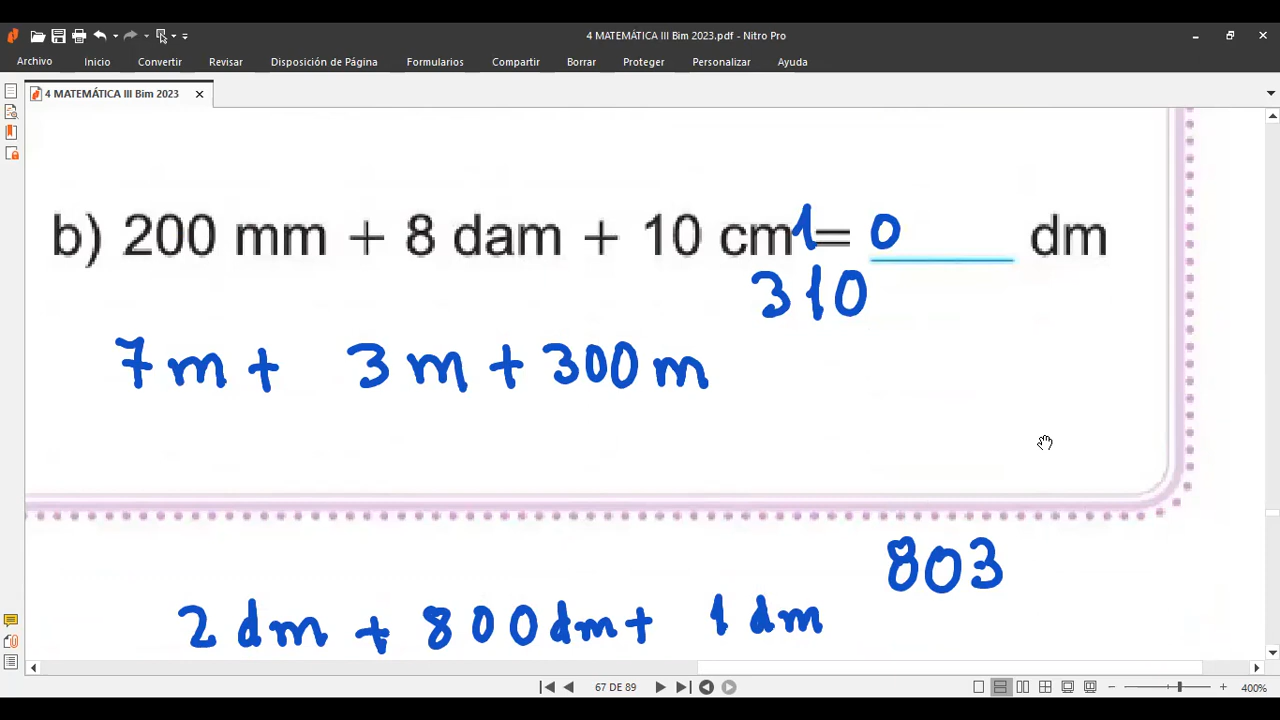 4 MATEMÁTICA III Bim 2023.pdf - Nitro Pro
Archivo Inicio Convertir Revisar Disposición de Página Formularios Compartir Borrar Proteger Personalizar Ayuda
4 MATEMÁTICA III Bim 2023
b) 200 mm + 8 dam + 10 cm = 0 dm
1
310
7 m + 3 m + 300 m
803
2 dm + 800 dm + 1 dm
67 DE 89
400%